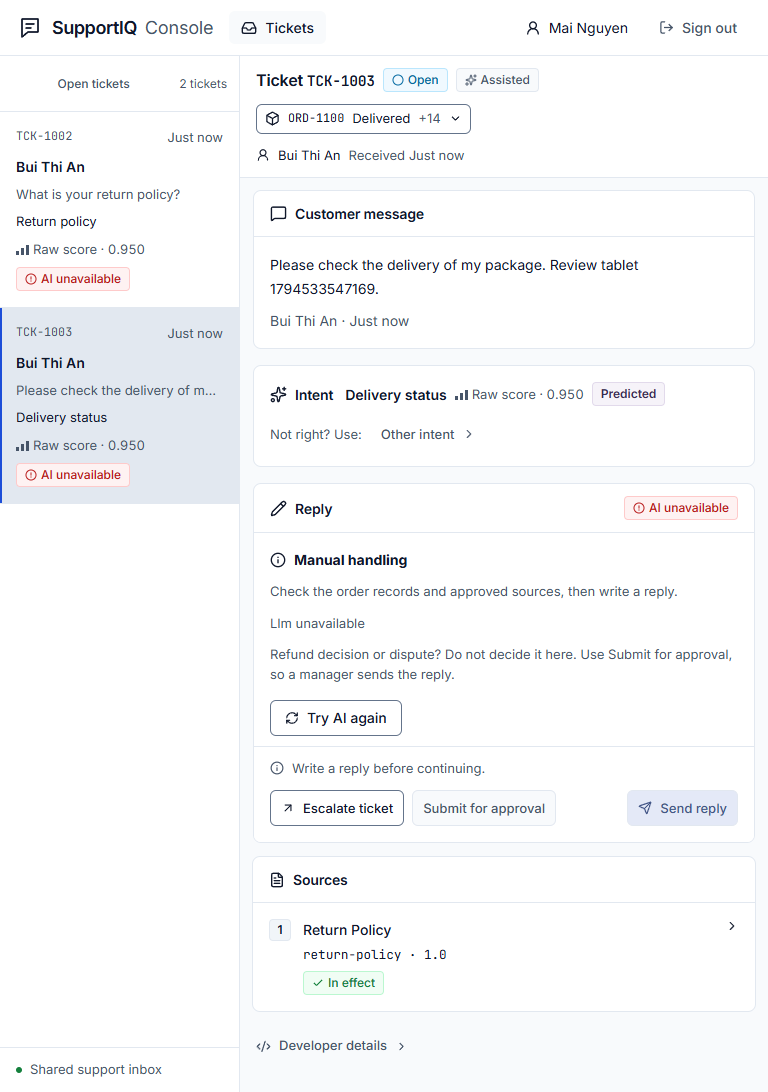 SupportIQ Console Tickets Mai Nguyen Sign out
Open tickets 2 tickets
TCK-1002 Just now
Bui Thi An
What is your return policy?
Return policy
Raw score · 0.950
AI unavailable
TCK-1003 Just now
Bui Thi An
Please check the delivery of m...
Delivery status
Raw score · 0.950
AI unavailable
Shared support inbox
Ticket TCK-1003 Open Assisted
ORD-1100 Delivered +14
Bui Thi An Received Just now
Customer message
Please check the delivery of my package. Review tablet
1794533547169.
Bui Thi An · Just now
Intent Delivery status Raw score · 0.950 Predicted
Not right? Use: Other intent
Reply AI unavailable
Manual handling
Check the order records and approved sources, then write a reply.
Llm unavailable
Refund decision or dispute? Do not decide it here. Use Submit for approval,
so a manager sends the reply.
Try AI again
Write a reply before continuing.
Escalate ticket Submit for approval Send reply
Sources
1 Return Policy
return-policy · 1.0
In effect
Developer details